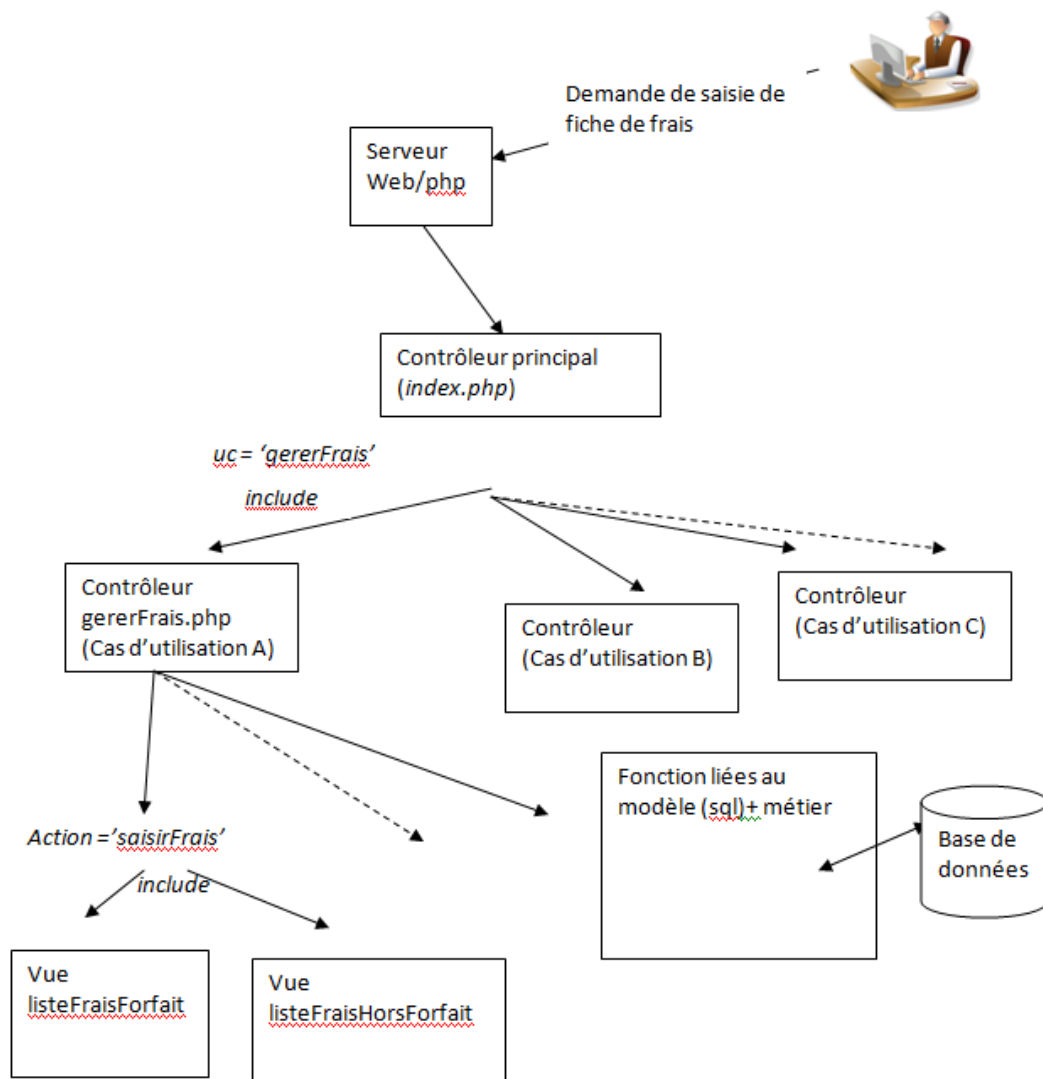 Demande de saisie de
fiche de frais
Serveur
Web/php
Contrôleur principal
(index.php)
uc = ‘gererFrais’
include
Contrôleur
gererFrais.php
(Cas d’utilisation A)
Contrôleur
(Cas d’utilisation B)
Contrôleur
(Cas d’utilisation C)
Fonction liées au
modèle (sql)+ métier
Base de
données
Action =’saisirFrais’
include
Vue
listeFraisForfait
Vue
listeFraisHorsForfait